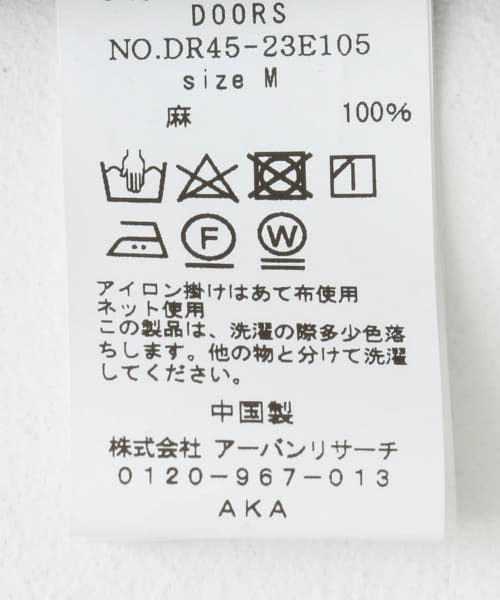 DOORS
NO.DR45-23E105
size M
麻 100%
F W
アイロン掛けはあて布使用
ネット使用
この製品は、洗濯の際多少色落
ちします。他の物と分けて洗濯
してください。
中国製
株式会社 アーバンリサーチ
0120-967-013
AKA